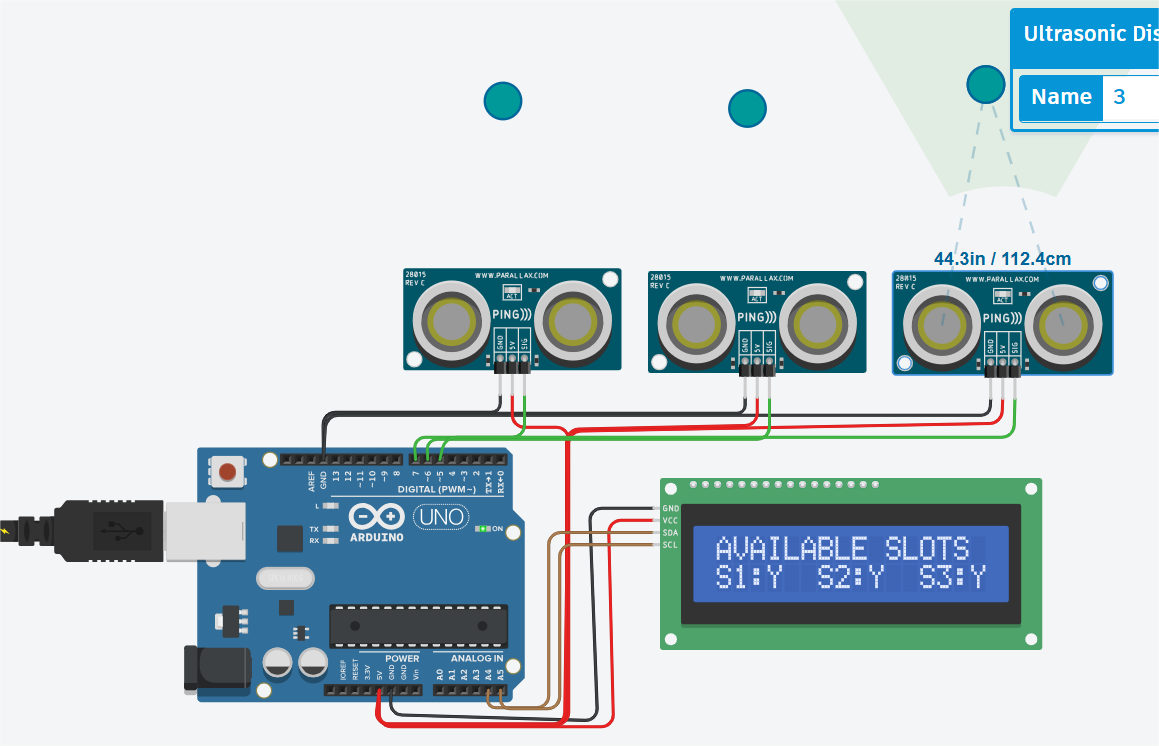 Ultrasonic Dis
Name 3
44.3in / 112.4cm
28015
REV C
WWW.PARALLAX.COM
ACT
PING)))
GND
5V
SIG
28015
REV C
WWW.PARALLAX.COM
ACT
PING)))
GND
5V
SIG
28015
REV C
WWW.PARALLAX.COM
ACT
PING)))
GND
5V
SIG
AREF
GND
13
12
~11
~10
~9
8
7
~6
~5
4
~3
2
TX→1
RX←0
DIGITAL (PWM~)
L
TX
RX
ARDUINO
UNO
ON
POWER
ANALOG IN
IOREF
RESET
3.3V
5V
GND
GND
Vin
A0
A1
A2
A3
A4
A5
GND
VCC
SDA
SCL
AVAILABLE SLOTS
S1:Y S2:Y S3:Y